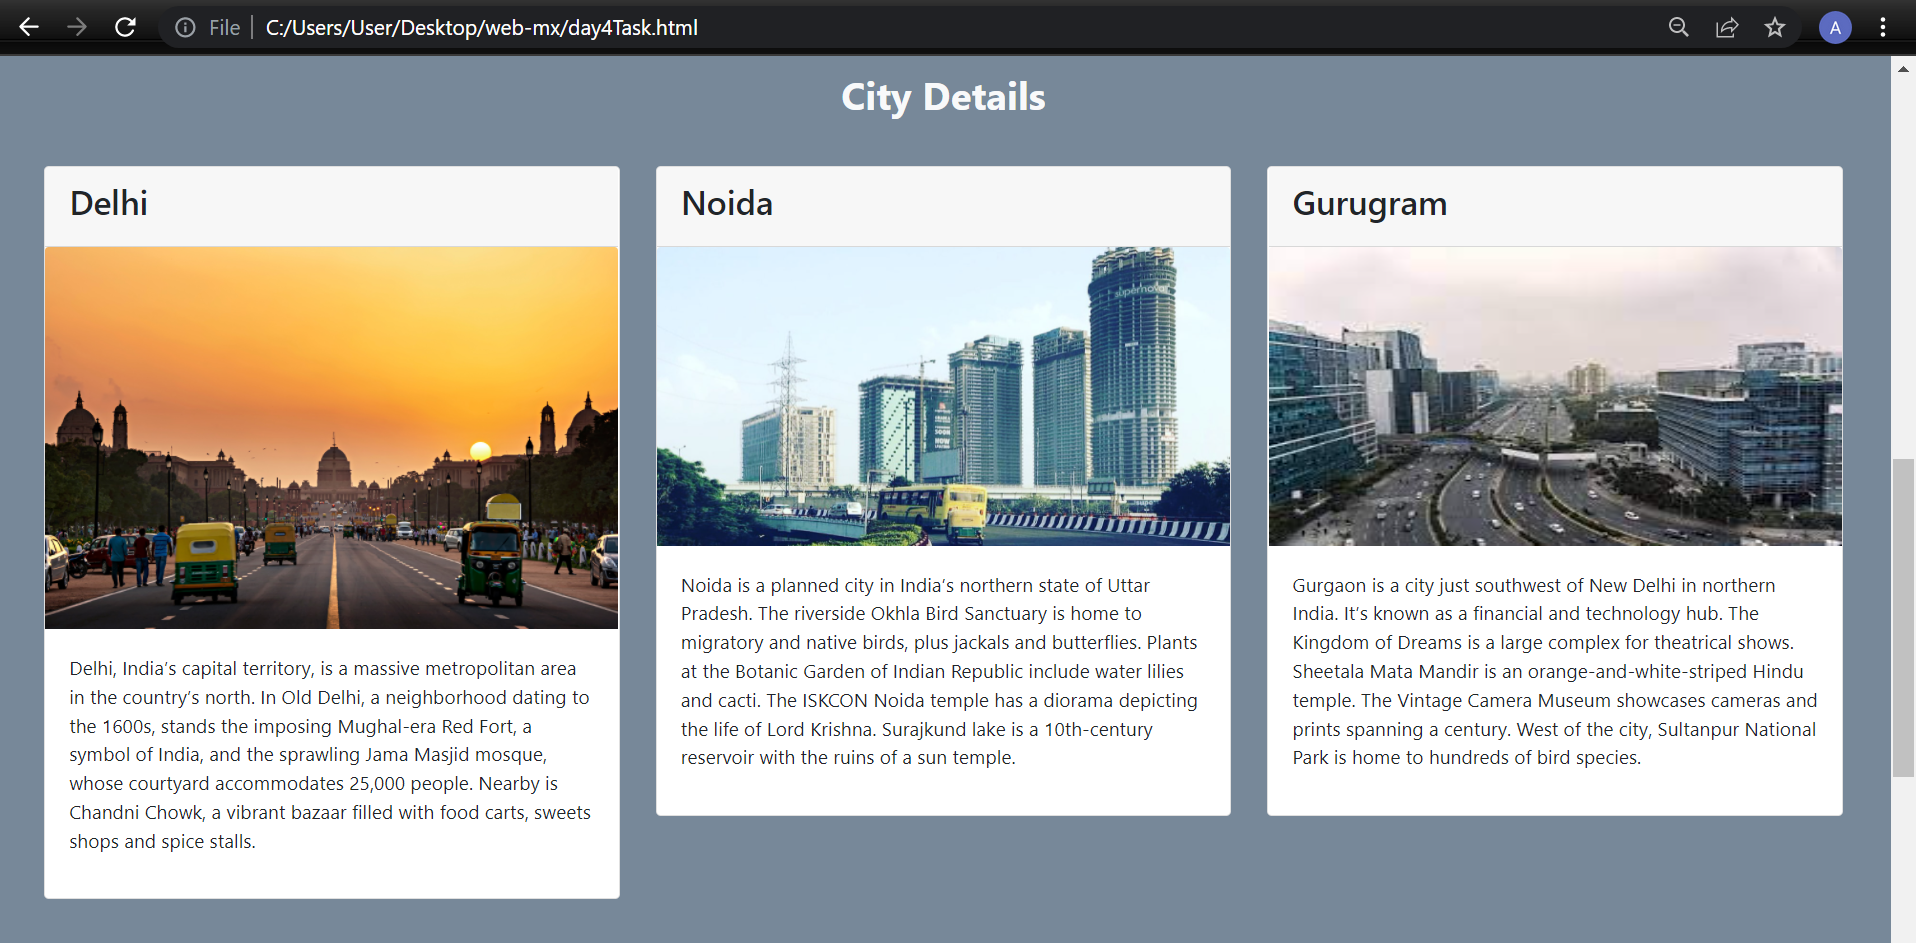 File
C:/Users/User/Desktop/web-mx/day4Task.html
A
City Details
Delhi
Delhi, India’s capital territory, is a massive metropolitan area
in the country’s north. In Old Delhi, a neighborhood dating to
the 1600s, stands the imposing Mughal-era Red Fort, a
symbol of India, and the sprawling Jama Masjid mosque,
whose courtyard accommodates 25,000 people. Nearby is
Chandni Chowk, a vibrant bazaar filled with food carts, sweets
shops and spice stalls.
Noida
supernova
Noida is a planned city in India’s northern state of Uttar
Pradesh. The riverside Okhla Bird Sanctuary is home to
migratory and native birds, plus jackals and butterflies. Plants
at the Botanic Garden of Indian Republic include water lilies
and cacti. The ISKCON Noida temple has a diorama depicting
the life of Lord Krishna. Surajkund lake is a 10th-century
reservoir with the ruins of a sun temple.
Gurugram
Gurgaon is a city just southwest of New Delhi in northern
India. It’s known as a financial and technology hub. The
Kingdom of Dreams is a large complex for theatrical shows.
Sheetala Mata Mandir is an orange-and-white-striped Hindu
temple. The Vintage Camera Museum showcases cameras and
prints spanning a century. West of the city, Sultanpur National
Park is home to hundreds of bird species.